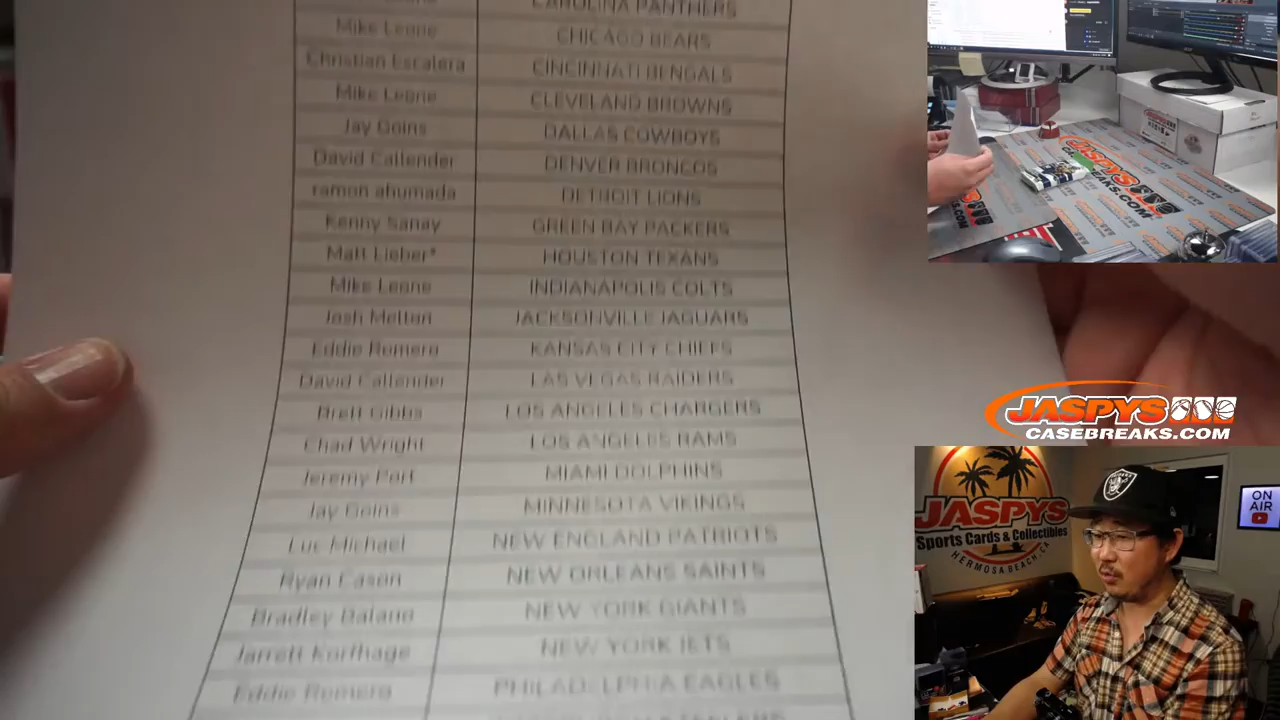 CAROLINA PANTHERS
Mike Leone CHICAGO BEARS
Christian Escalera CINCINNATI BENGALS
Mike Leone CLEVELAND BROWNS
Jay Goins DALLAS COWBOYS
David Callender DENVER BRONCOS
ramon ahumada DETROIT LIONS
Kenny Sanay GREEN BAY PACKERS
Matt Lieber* HOUSTON TEXANS
Mike Leone INDIANAPOLIS COLTS
Josh Melton JACKSONVILLE JAGUARS
Eddie Romero KANSAS CITY CHIEFS
David Callender LAS VEGAS RAIDERS
Brett Gibbs LOS ANGELES CHARGERS
Chad Wright LOS ANGELES RAMS
Jeremy Port MIAMI DOLPHINS
Jay Goins MINNESOTA VIKINGS
Luc Michael NEW ENGLAND PATRIOTS
Ryan Cason NEW ORLEANS SAINTS
Bradley Balano NEW YORK GIANTS
Jarrett Korfhage NEW YORK JETS
Eddie Romero PHILADELPHIA EAGLES
JASPYS
CASEBREAKS.COM
JASPYS
Sports Cards & Collectibles
HERMOSA BEACH, CA
ON
AIR